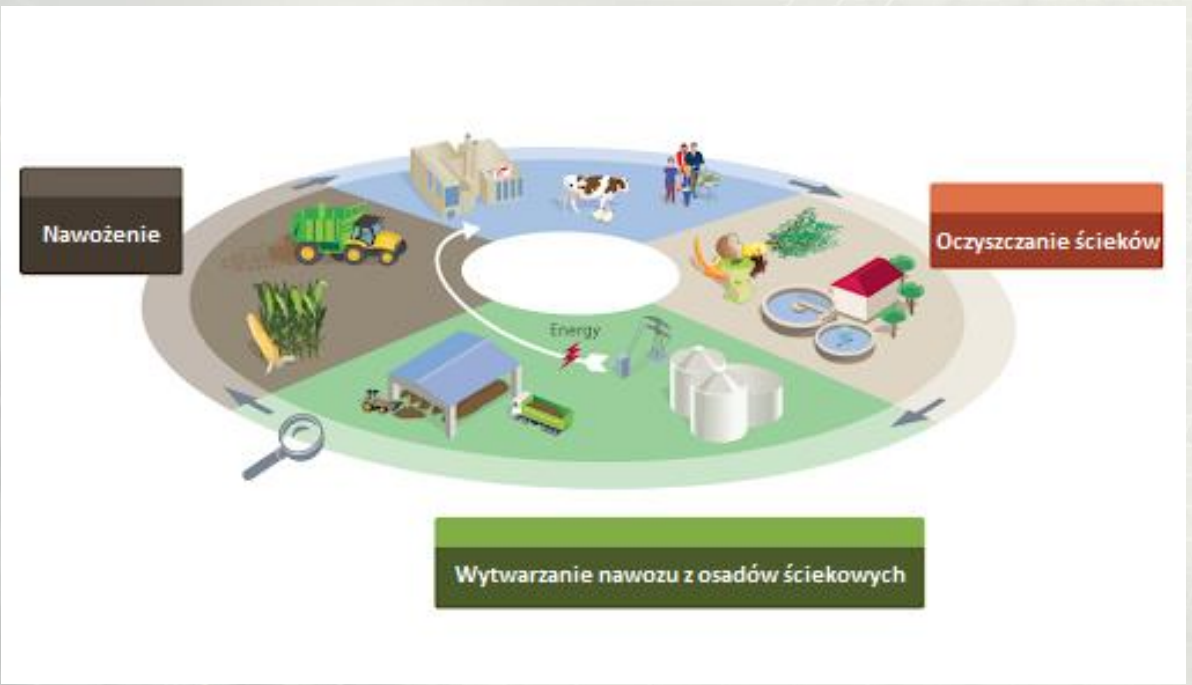 Nawożenie
Oczyszczanie ścieków
Energy
Wytwarzanie nawozu z osadów ściekowych